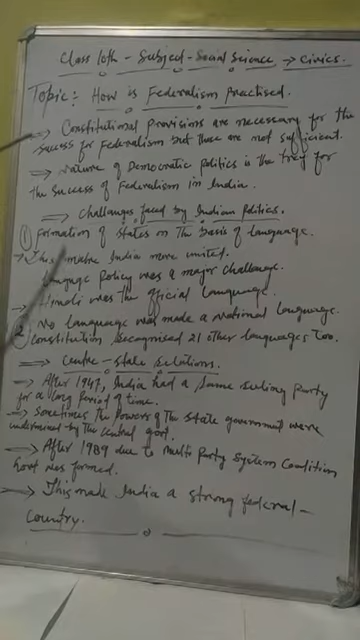 Class 10th - Subject - Social Science → Civics.
Topic: How is Federalism Practised.
⇒ Constitutional Provisions are necessary for the
success for Federalism but these are not sufficient.
⇒ Nature of Democratic politics is the for
the success of Federalism in India.
⇒ Challanges faced by Indian Politics.
① Formation of states on the basis of language.
→ This make India more united.
Language Policy was a major challange.
→ Hindi was the official language.
→ No language was made a National language.
② Constitution Recognised 21 other languages Too.
⇒ Centre - state relations.
→ After 1947, India had a same ruling Party
for a long Period of time.
→ Sometimes the Powers of the state government were
undermined by the central govt.
→ After 1989 due to Multi Party System Coalition
Govt was formed.
⇒ This made India a strong federal -
Country.